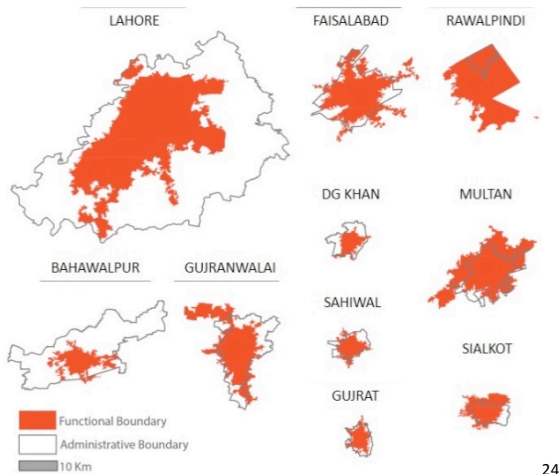 LAHORE
FAISALABAD
RAWALPINDI
DG KHAN
MULTAN
BAHAWALPUR
GUJRANWALAI
SAHIWAL
SIALKOT
GUJRAT
Functional Boundary
Administrative Boundary
10 Km
24